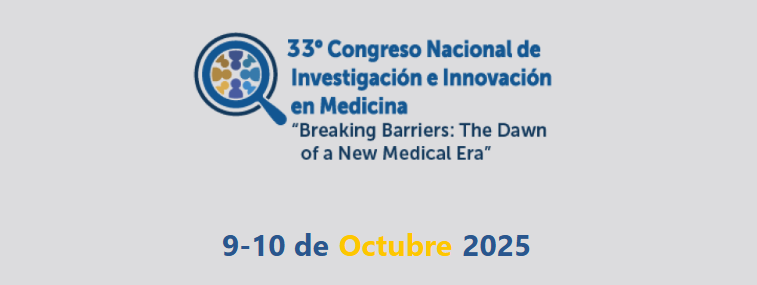 33° Congreso Nacional de
Investigación e Innovación
en Medicina
“Breaking Barriers: The Dawn
of a New Medical Era”
9-10 de Octubre 2025